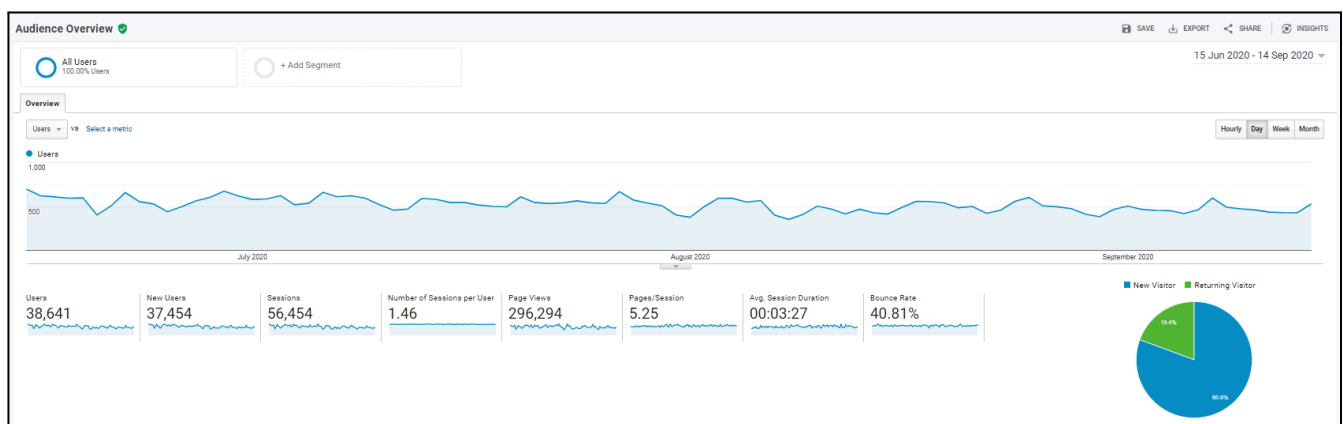 Audience Overview
SAVE EXPORT SHARE INSIGHTS
All Users
100.00% Users
+ Add Segment
15 Jun 2020 - 14 Sep 2020
Overview
Users vs Select a metric
Hourly Day Week Month
Users
1,000
500
July 2020 August 2020 September 2020
Users New Users Sessions Number of Sessions per User Page Views Pages/Session Avg. Session Duration Bounce Rate
38,641 37,454 56,454 1.46 296,294 5.25 00:03:27 40.81%
New Visitor Returning Visitor
19.4%
80.6%